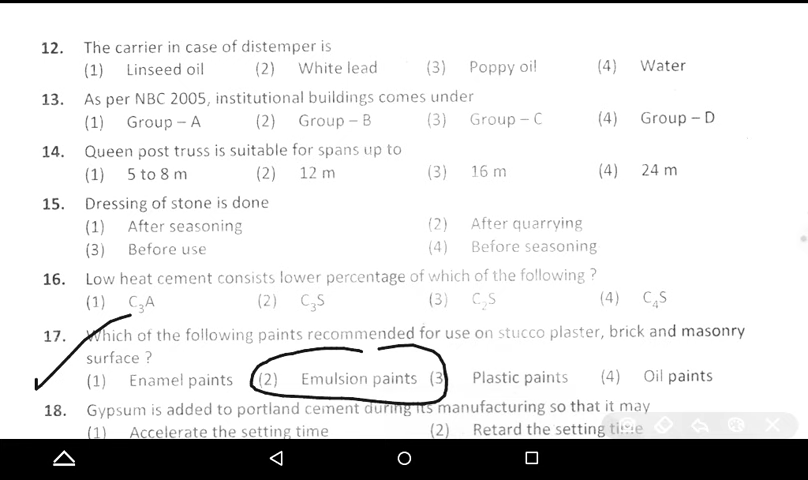 12. The carrier in case of distemper is
(1) Linseed oil (2) White lead (3) Poppy oil (4) Water
13. As per NBC 2005, institutional buildings comes under
(1) Group – A (2) Group – B (3) Group – C (4) Group – D
14. Queen post truss is suitable for spans up to
(1) 5 to 8 m (2) 12 m (3) 16 m (4) 24 m
15. Dressing of stone is done
(1) After seasoning (2) After quarrying
(3) Before use (4) Before seasoning
16. Low heat cement consists lower percentage of which of the following ?
(1) C₃A (2) C₃S (3) C₂S (4) C₄S
17. Which of the following paints recommended for use on stucco plaster, brick and masonry
surface ?
(1) Enamel paints (2) Emulsion paints (3) Plastic paints (4) Oil paints
18. Gypsum is added to portland cement during its manufacturing so that it may
(1) Accelerate the setting time (2) Retard the setting time